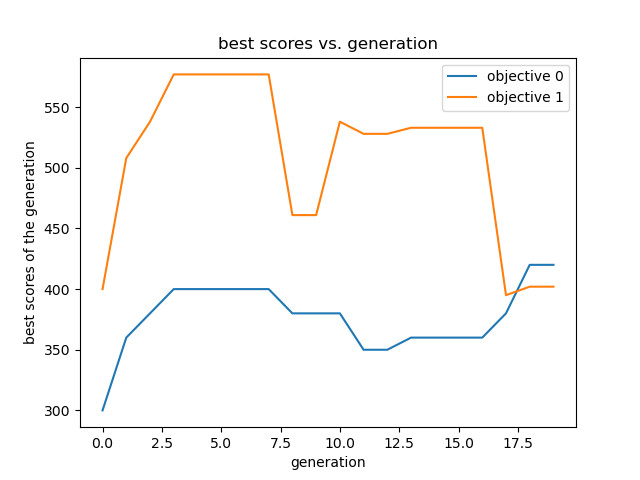 best scores vs. generation
objective 0
objective 1
best scores of the generation
550
500
450
400
350
300
0.0 2.5 5.0 7.5 10.0 12.5 15.0 17.5
generation